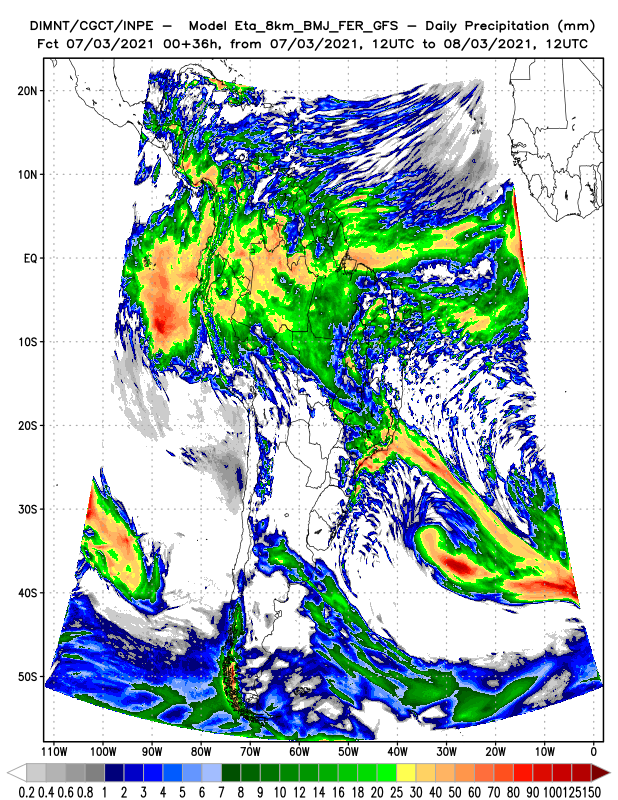 DIMNT/CGCT/INPE − Model Eta_8km_BMJ_FER_GFS − Daily Precipitation (mm)
Fct 07/03/2021 00+36h, from 07/03/2021, 12UTC to 08/03/2021, 12UTC
20N
10N
EQ
10S
20S
30S
40S
50S
110W 100W 90W 80W 70W 60W 50W 40W 30W 20W 10W 0
0.2 0.4 0.6 0.8 1 2 3 4 5 6 7 8 9 10 12 14 16 18 20 25 30 40 50 60 70 80 90 100 125 150